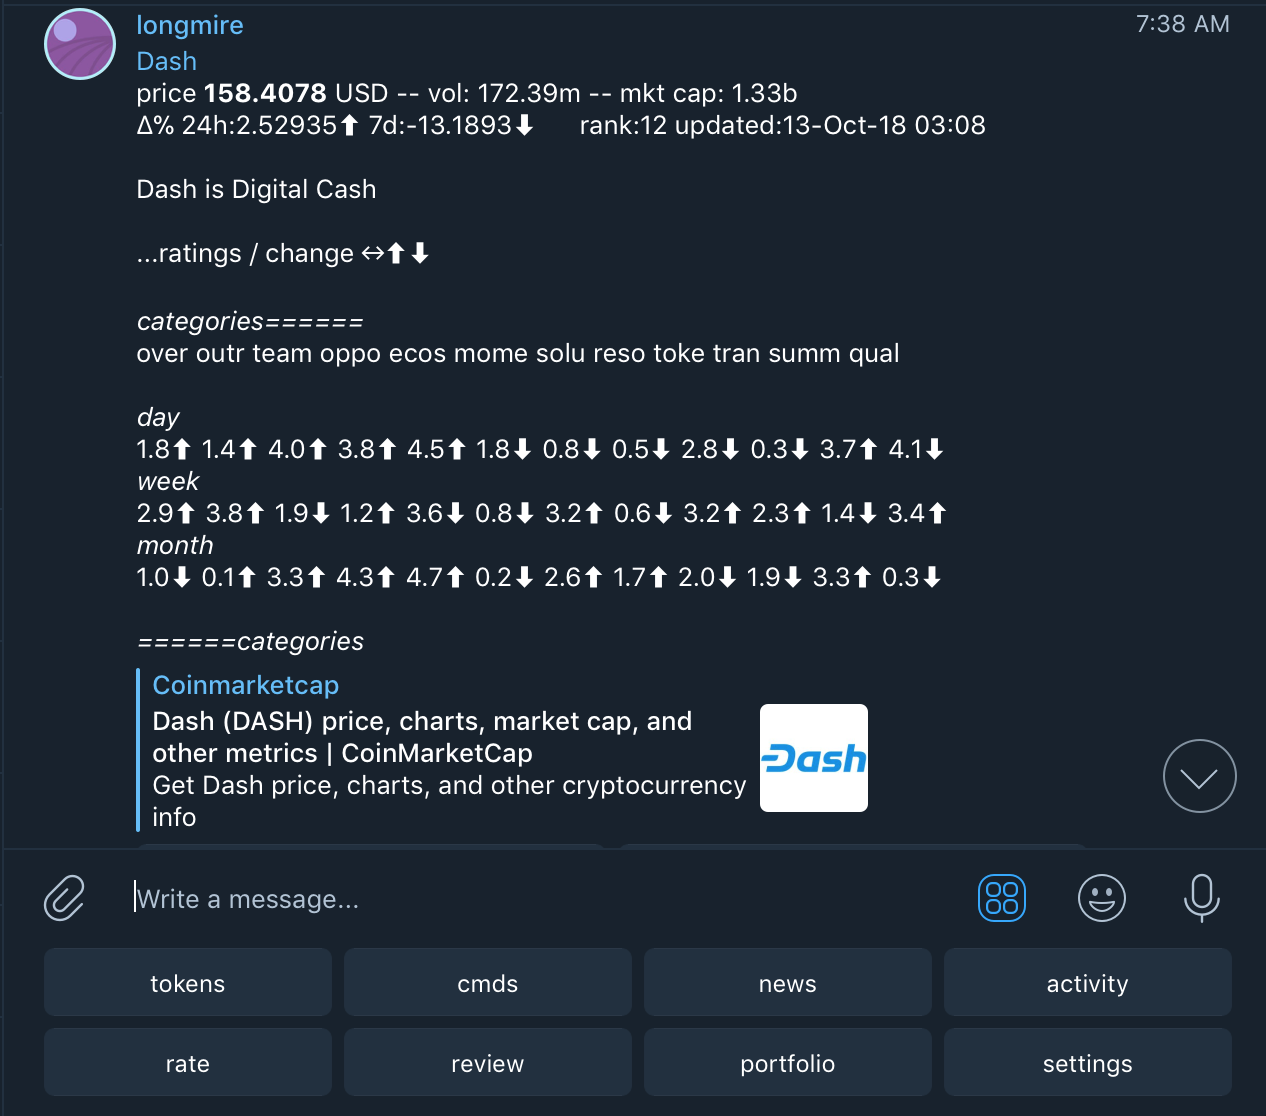 longmire
7:38 AM
Dash
price 158.4078 USD -- vol: 172.39m -- mkt cap: 1.33b
Δ% 24h:2.52935⬆ 7d:-13.1893⬇ rank:12 updated:13-Oct-18 03:08
Dash is Digital Cash
...ratings / change ↔⬆⬇
categories======
over outr team oppo ecos mome solu reso toke tran summ qual
day
1.8⬆ 1.4⬆ 4.0⬆ 3.8⬆ 4.5⬆ 1.8⬇ 0.8⬇ 0.5⬇ 2.8⬇ 0.3⬇ 3.7⬆ 4.1⬇
week
2.9⬆ 3.8⬆ 1.9⬇ 1.2⬆ 3.6⬇ 0.8⬇ 3.2⬆ 0.6⬇ 3.2⬆ 2.3⬆ 1.4⬇ 3.4⬆
month
1.0⬇ 0.1⬆ 3.3⬆ 4.3⬆ 4.7⬆ 0.2⬇ 2.6⬆ 1.7⬆ 2.0⬇ 1.9⬇ 3.3⬆ 0.3⬇
======categories
Coinmarketcap
Dash (DASH) price, charts, market cap, and
other metrics | CoinMarketCap
Get Dash price, charts, and other cryptocurrency
info
Dash
Write a message...
tokens cmds news activity
rate review portfolio settings